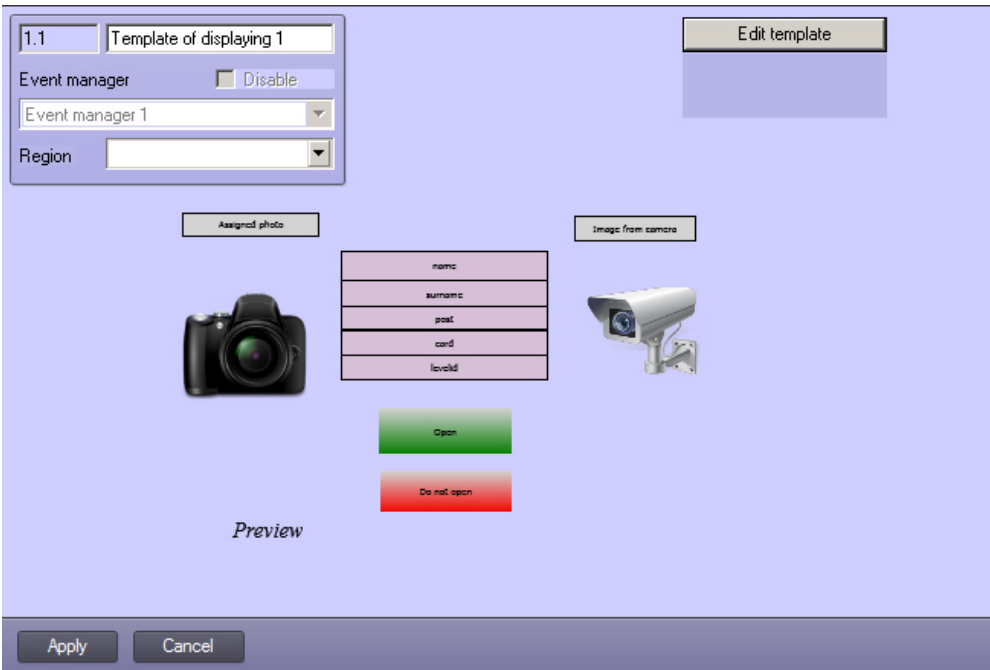 1.1 Template of displaying 1
Edit template
Event manager Disable
Event manager 1
Region
Assigned photo
Image from camera
name
surname
post
card
levelid
Open
Do not open
Preview
Apply Cancel